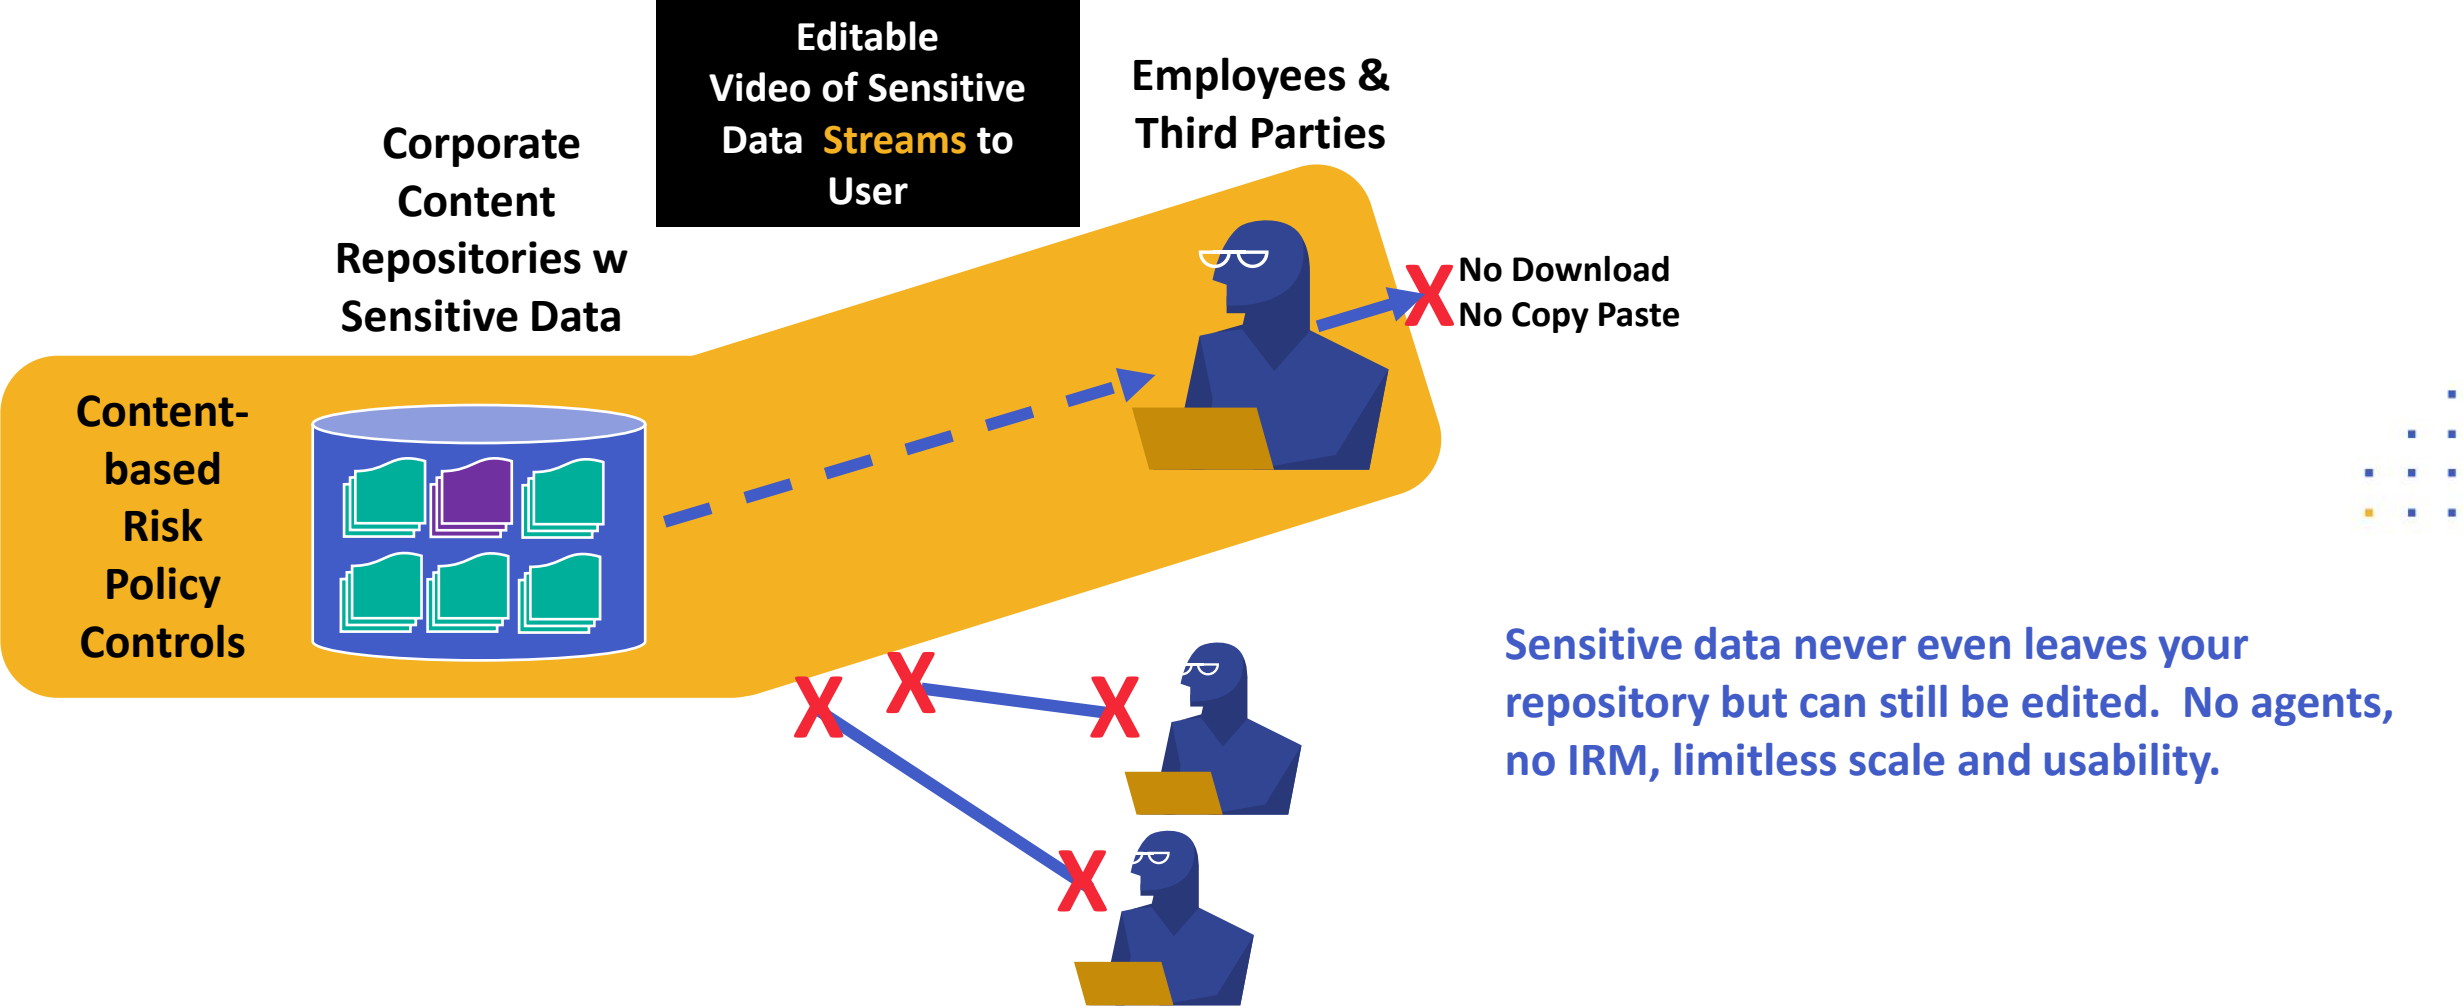 Editable
Video of Sensitive
Data Streams to
User
Employees &
Third Parties
Corporate
Content
Repositories w
Sensitive Data
No Download
No Copy Paste
Content-
based
Risk
Policy
Controls
X
X
X
X
X
Sensitive data never even leaves your
repository but can still be edited. No agents,
no IRM, limitless scale and usability.